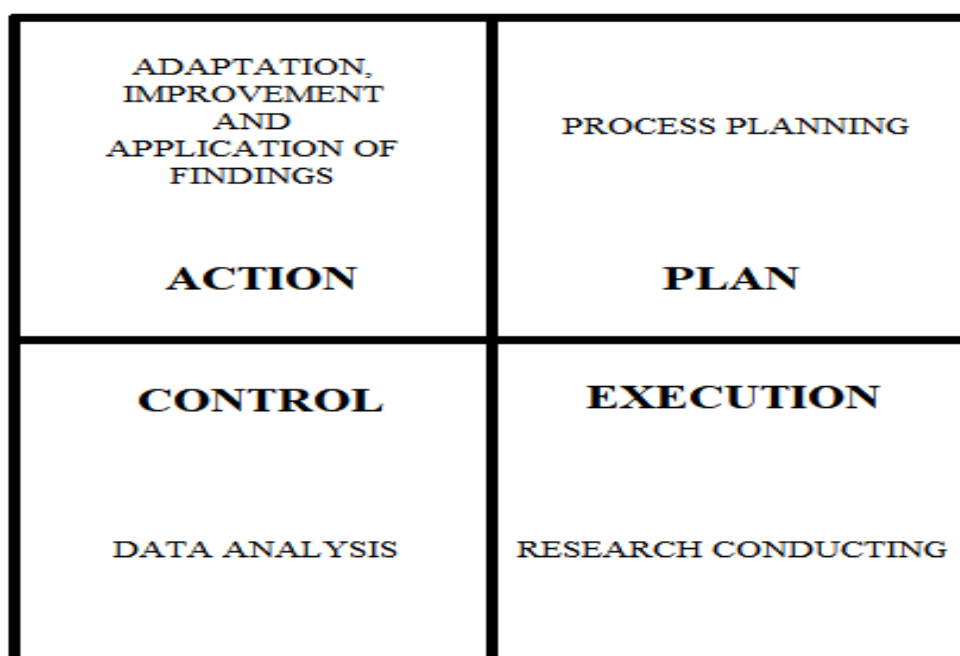 ADAPTATION,
IMPROVEMENT
AND
APPLICATION OF
FINDINGS
ACTION
PROCESS PLANNING
PLAN
CONTROL
DATA ANALYSIS
EXECUTION
RESEARCH CONDUCTING